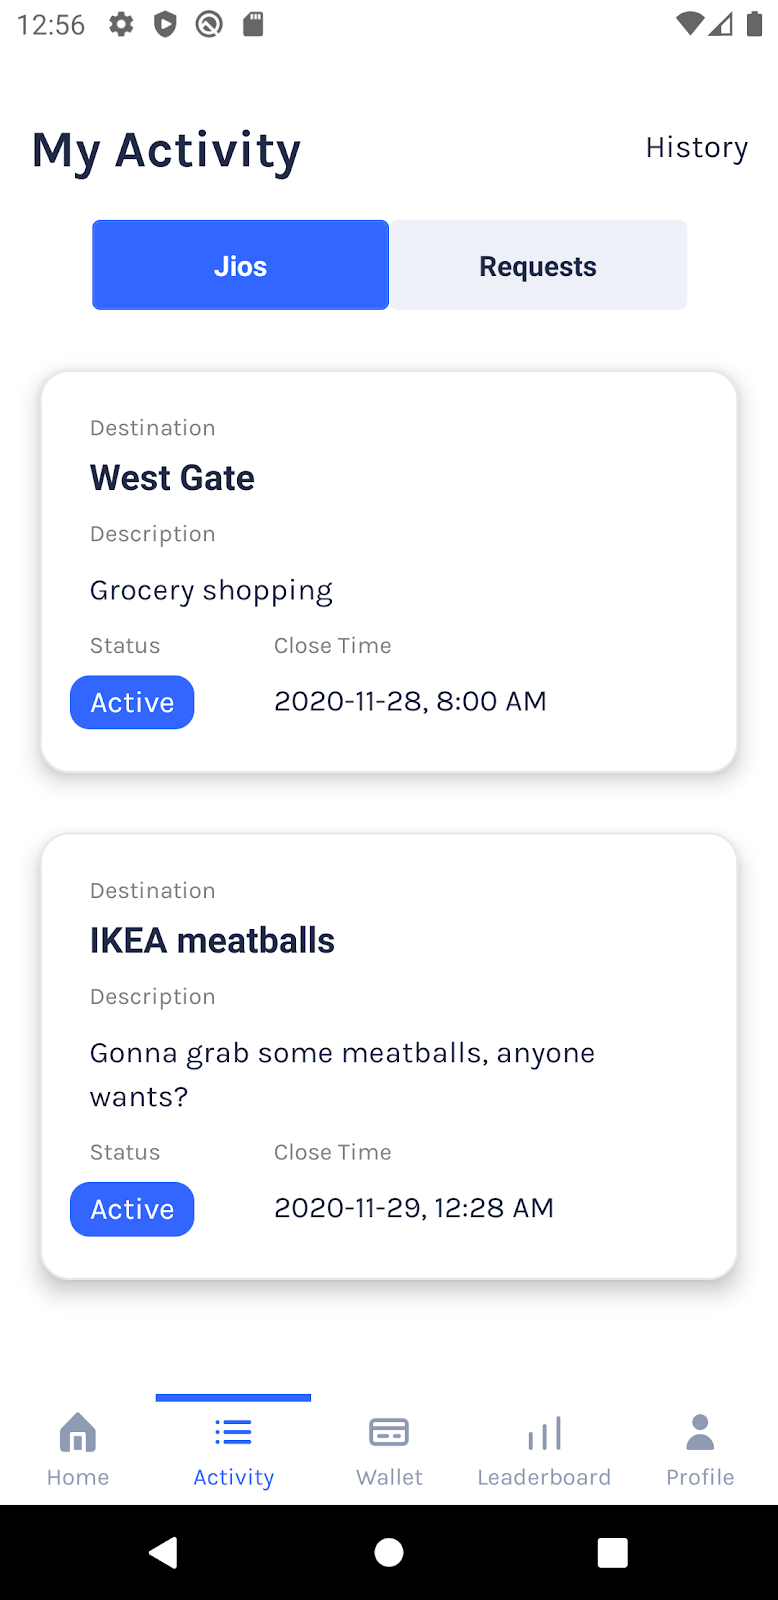 12:56
My Activity
History
Jios
Requests
Destination
West Gate
Description
Grocery shopping
Status
Close Time
Active
2020-11-28, 8:00 AM
Destination
IKEA meatballs
Description
Gonna grab some meatballs, anyone
wants?
Status
Close Time
Active
2020-11-29, 12:28 AM
Home
Activity
Wallet
Leaderboard
Profile